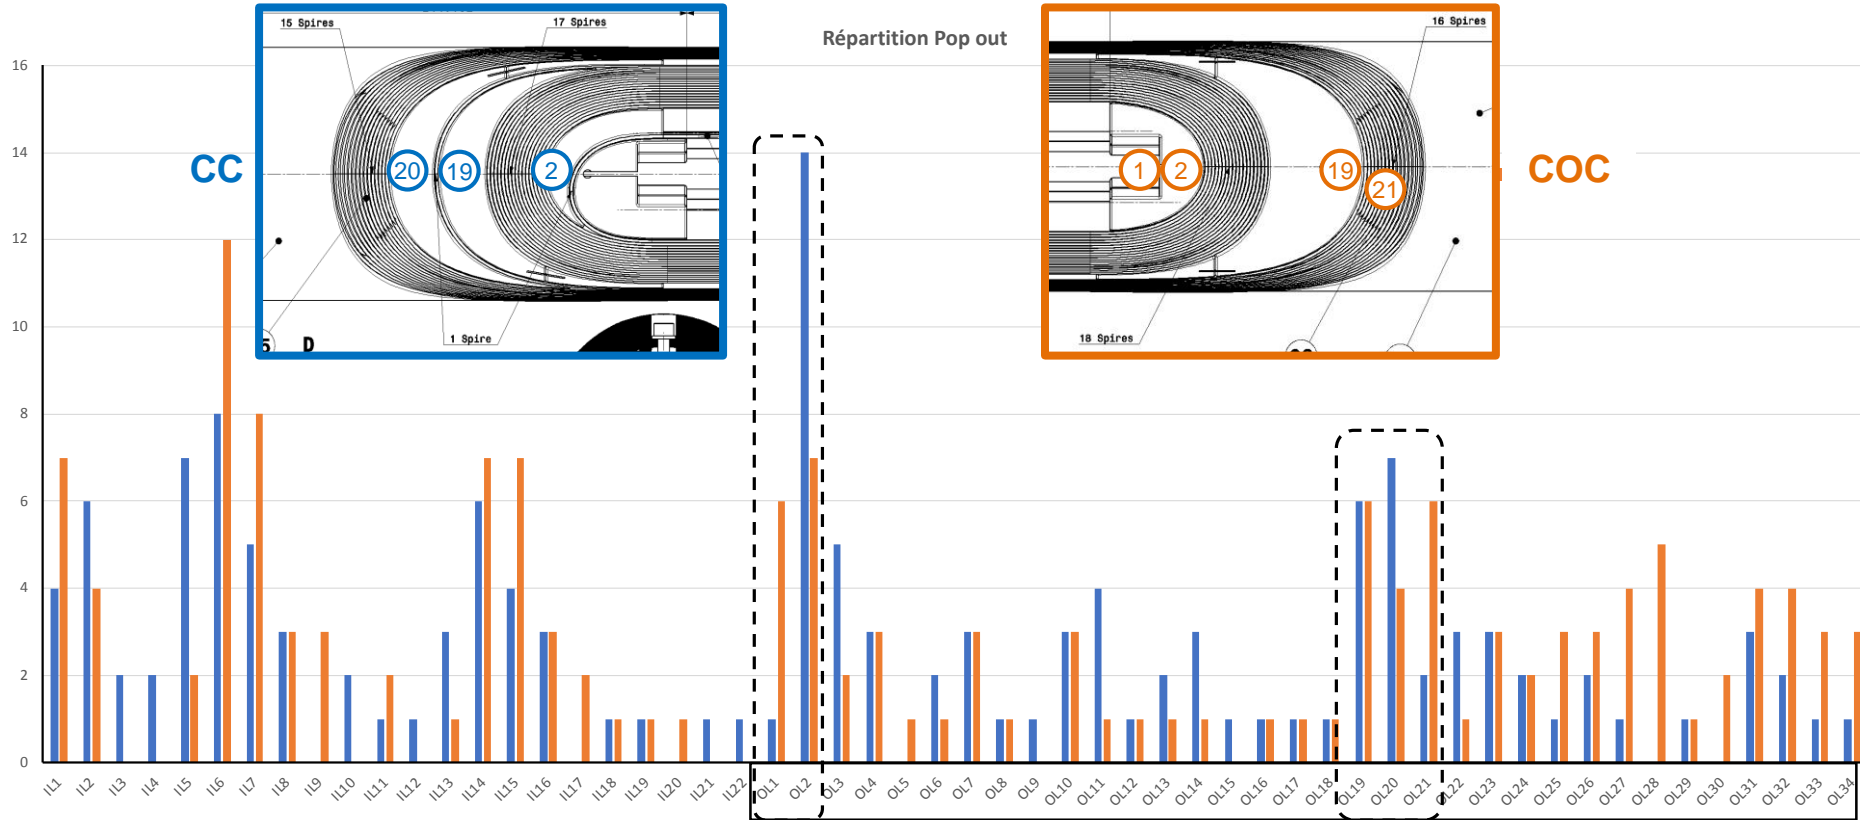 Répartition Pop out
15 Spires
17 Spires
CC
20
19
2
1 Spire
D
16 Spires
1
2
19
21
COC
18 Spires
16
14
12
10
8
6
4
2
0
IL1
IL2
IL3
IL4
IL5
IL6
IL7
IL8
IL9
IL10
IL11
IL12
IL13
IL14
IL15
IL16
IL17
IL18
IL19
IL20
IL21
IL22
OL1
OL2
OL3
OL4
OL5
OL6
OL7
OL8
OL9
OL10
OL11
OL12
OL13
OL14
OL15
OL16
OL17
OL18
OL19
OL20
OL21
OL22
OL23
OL24
OL25
OL26
OL27
OL28
OL29
OL30
OL31
OL32
OL33
OL34